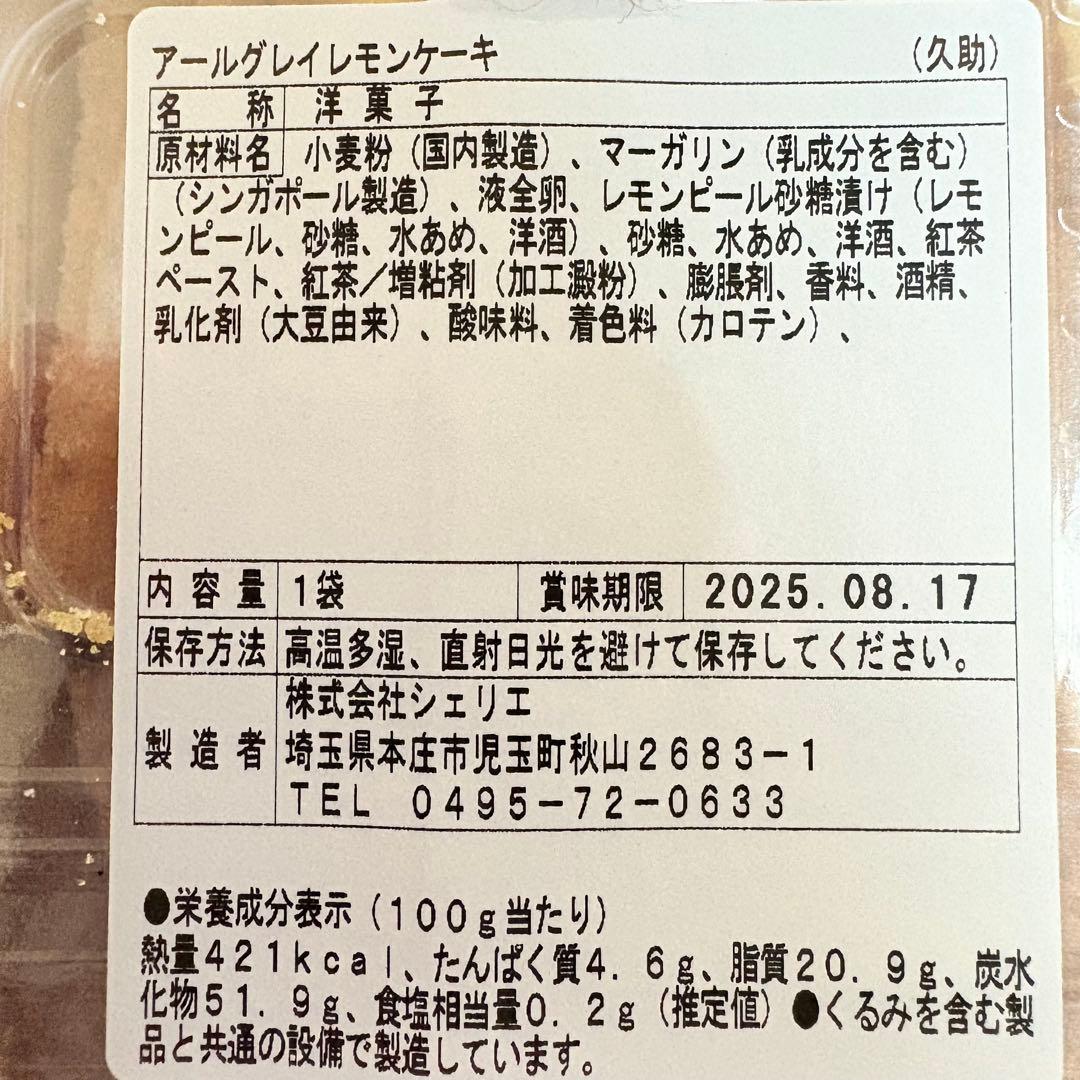 アールグレイレモンケーキ （久助）
名 称 洋菓子
原材料名 小麦粉（国内製造）、マーガリン（乳成分を含む）
（シンガポール製造）、液全卵、レモンピール砂糖漬け（レモ
ンピール、砂糖、水あめ、洋酒）、砂糖、水あめ、洋酒、紅茶
ペースト、紅茶／増粘剤（加工澱粉）、膨脹剤、香料、酒精、
乳化剤（大豆由来）、酸味料、着色料（カロテン）、
内容量 １袋 賞味期限 2025.08.17
保存方法 高温多湿、直射日光を避けて保存してください。
株式会社シェリエ
製造者 埼玉県本庄市児玉町秋山２６８３－１
ＴＥＬ ０４９５－７２－０６３３
●栄養成分表示（１００ｇ当たり）
熱量４２１ｋｃａｌ、たんぱく質４．６ｇ、脂質２０．９ｇ、炭水
化物５１．９ｇ、食塩相当量０．２ｇ（推定値）●くるみを含む製
品と共通の設備で製造しています。